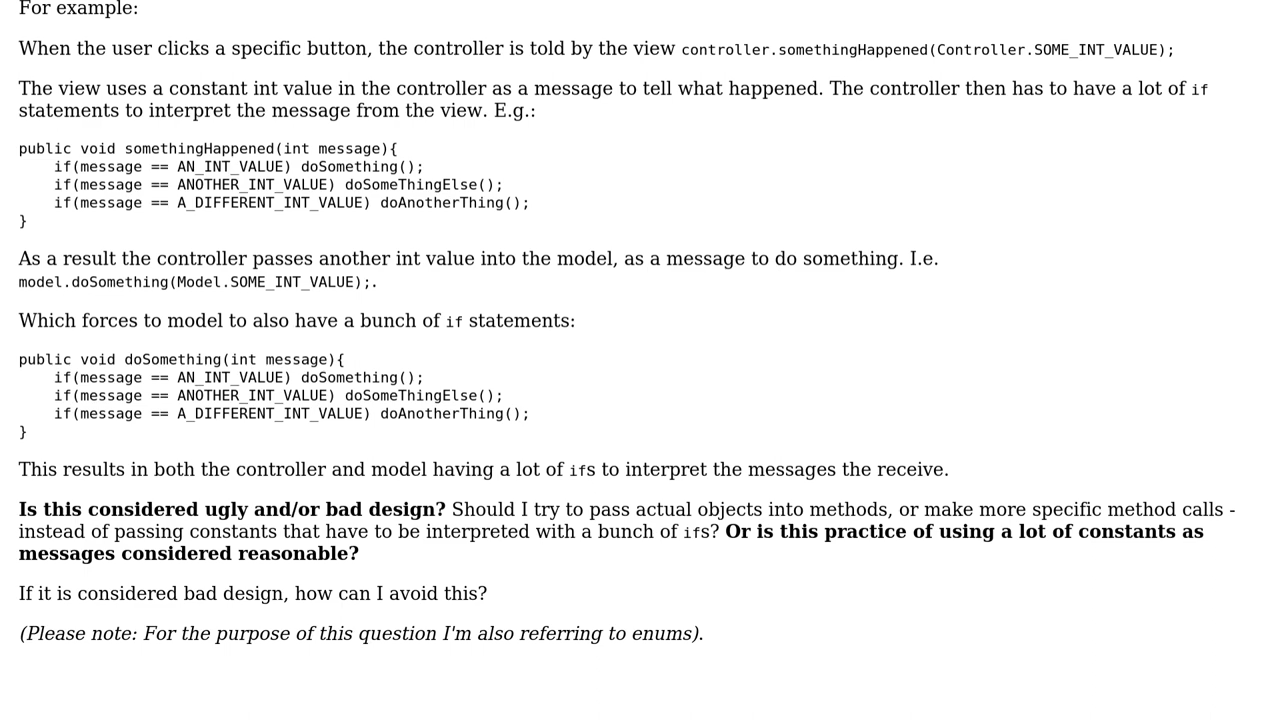 For example:
When the user clicks a specific button, the controller is told by the view controller.somethingHappened(Controller.SOME_INT_VALUE);
The view uses a constant int value in the controller as a message to tell what happened. The controller then has to have a lot of if
statements to interpret the message from the view. E.g.:
public void somethingHappened(int message){
    if(message == AN_INT_VALUE) doSomething();
    if(message == ANOTHER_INT_VALUE) doSomeThingElse();
    if(message == A_DIFFERENT_INT_VALUE) doAnotherThing();
}
As a result the controller passes another int value into the model, as a message to do something. I.e.
model.doSomething(Model.SOME_INT_VALUE);.
Which forces to model to also have a bunch of if statements:
public void doSomething(int message){
    if(message == AN_INT_VALUE) doSomething();
    if(message == ANOTHER_INT_VALUE) doSomeThingElse();
    if(message == A_DIFFERENT_INT_VALUE) doAnotherThing();
}
This results in both the controller and model having a lot of ifs to interpret the messages the receive.
Is this considered ugly and/or bad design? Should I try to pass actual objects into methods, or make more specific method calls -
instead of passing constants that have to be interpreted with a bunch of ifs? Or is this practice of using a lot of constants as
messages considered reasonable?
If it is considered bad design, how can I avoid this?
(Please note: For the purpose of this question I'm also referring to enums).